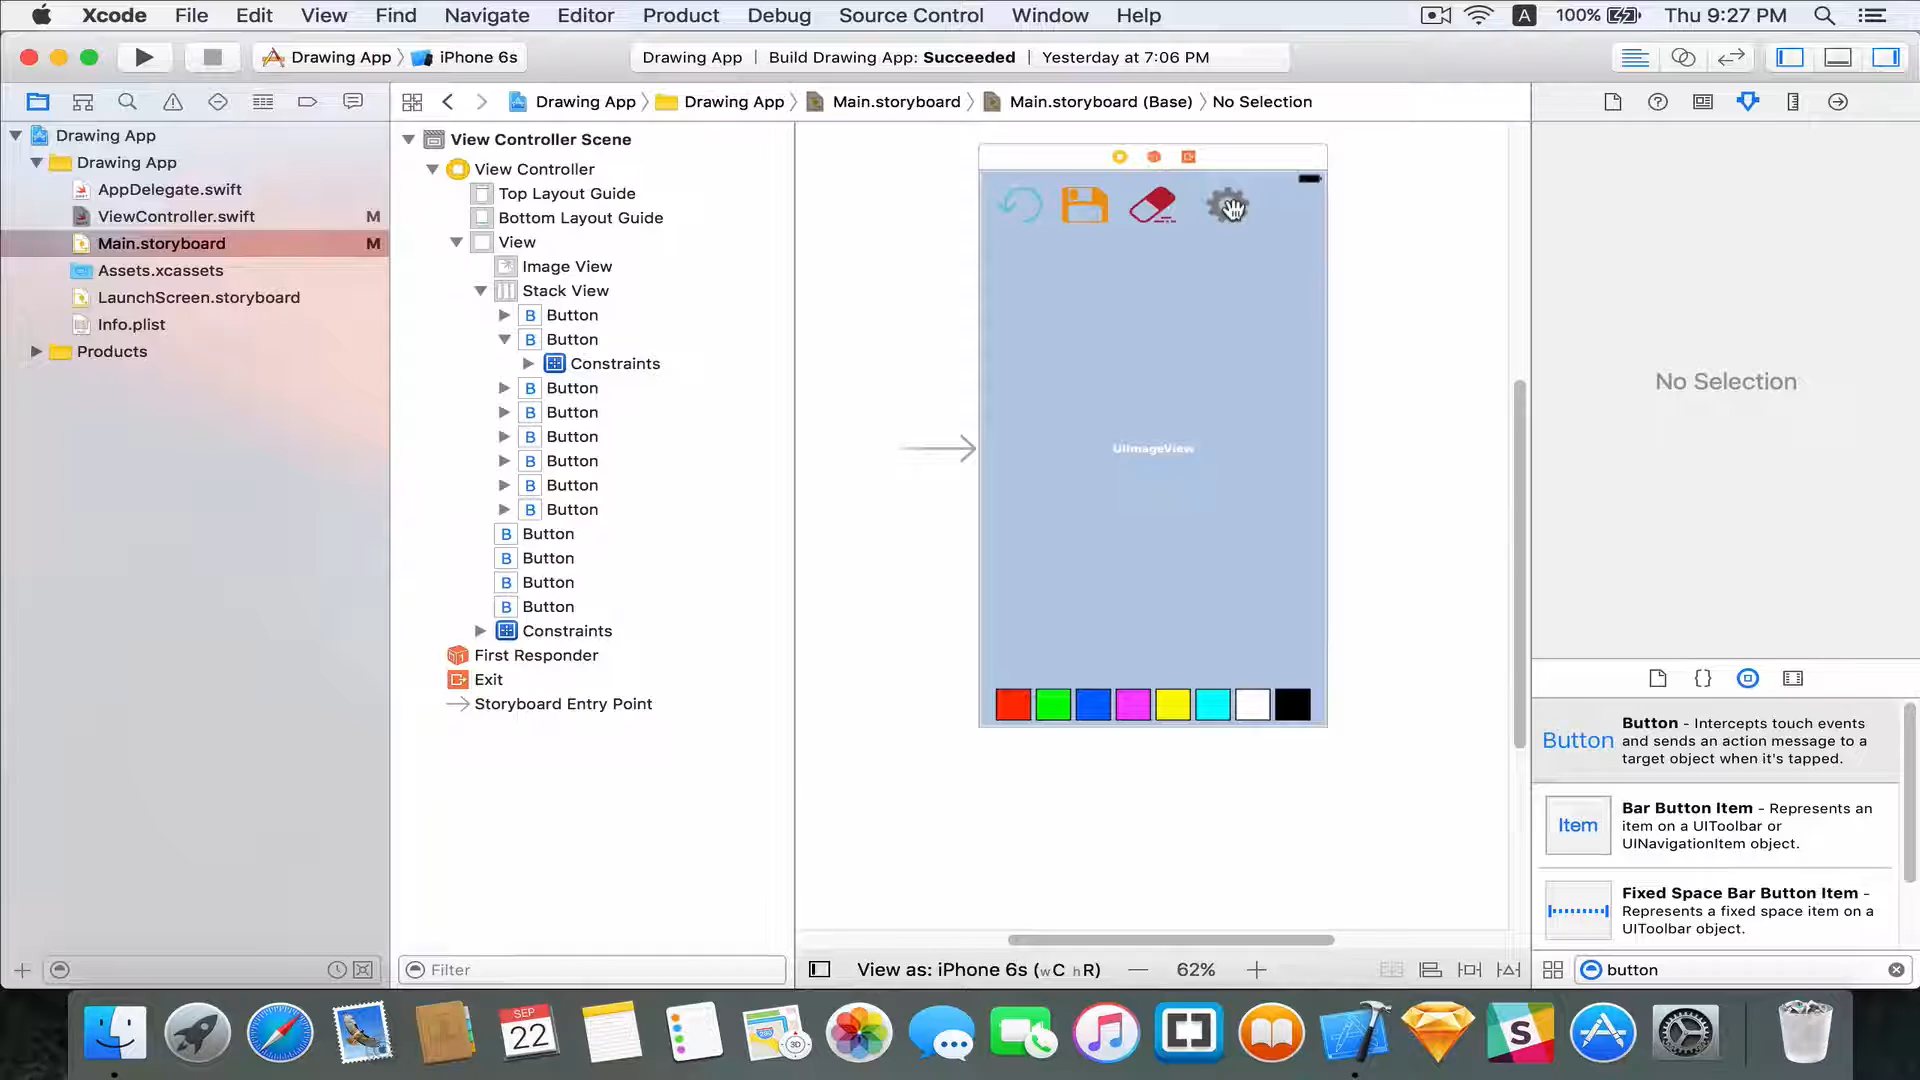 Xcode File Edit View Find Navigate Editor Product Debug Source Control Window Help A 100% Thu 9:27 PM
Drawing App iPhone 6s Drawing App | Build Drawing App: Succeeded | Yesterday at 7:06 PM
Drawing App Drawing App Main.storyboard Main.storyboard (Base) No Selection
Drawing App
Drawing App
AppDelegate.swift
ViewController.swift M
Main.storyboard M
Assets.xcassets
LaunchScreen.storyboard
Info.plist
Products
View Controller Scene
View Controller
Top Layout Guide
Bottom Layout Guide
View
Image View
Stack View
B Button
B Button
Constraints
B Button
B Button
B Button
B Button
B Button
B Button
B Button
B Button
B Button
B Button
Constraints
First Responder
Exit
Storyboard Entry Point
UIImageView
No Selection
Button
Button - Intercepts touch events
and sends an action message to a
target object when it's tapped.
Item
Bar Button Item - Represents an
item on a UIToolbar or
UINavigationItem object.
Fixed Space Bar Button Item -
Represents a fixed space item on a
UIToolbar object.
Filter
View as: iPhone 6s (wC hR) — 62% +
button
SEP
22
280
3D
S